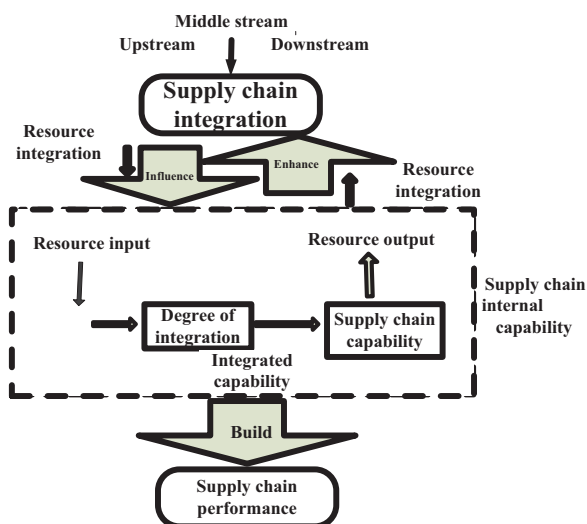 Middle stream
Upstream
Downstream
Supply chain
integration
Resource
integration
Influence
Enhance
Resource
integration
Resource input
Resource output
Supply chain
internal
capability
Degree of
integration
Supply chain
capability
Integrated
capability
Build
Supply chain
performance